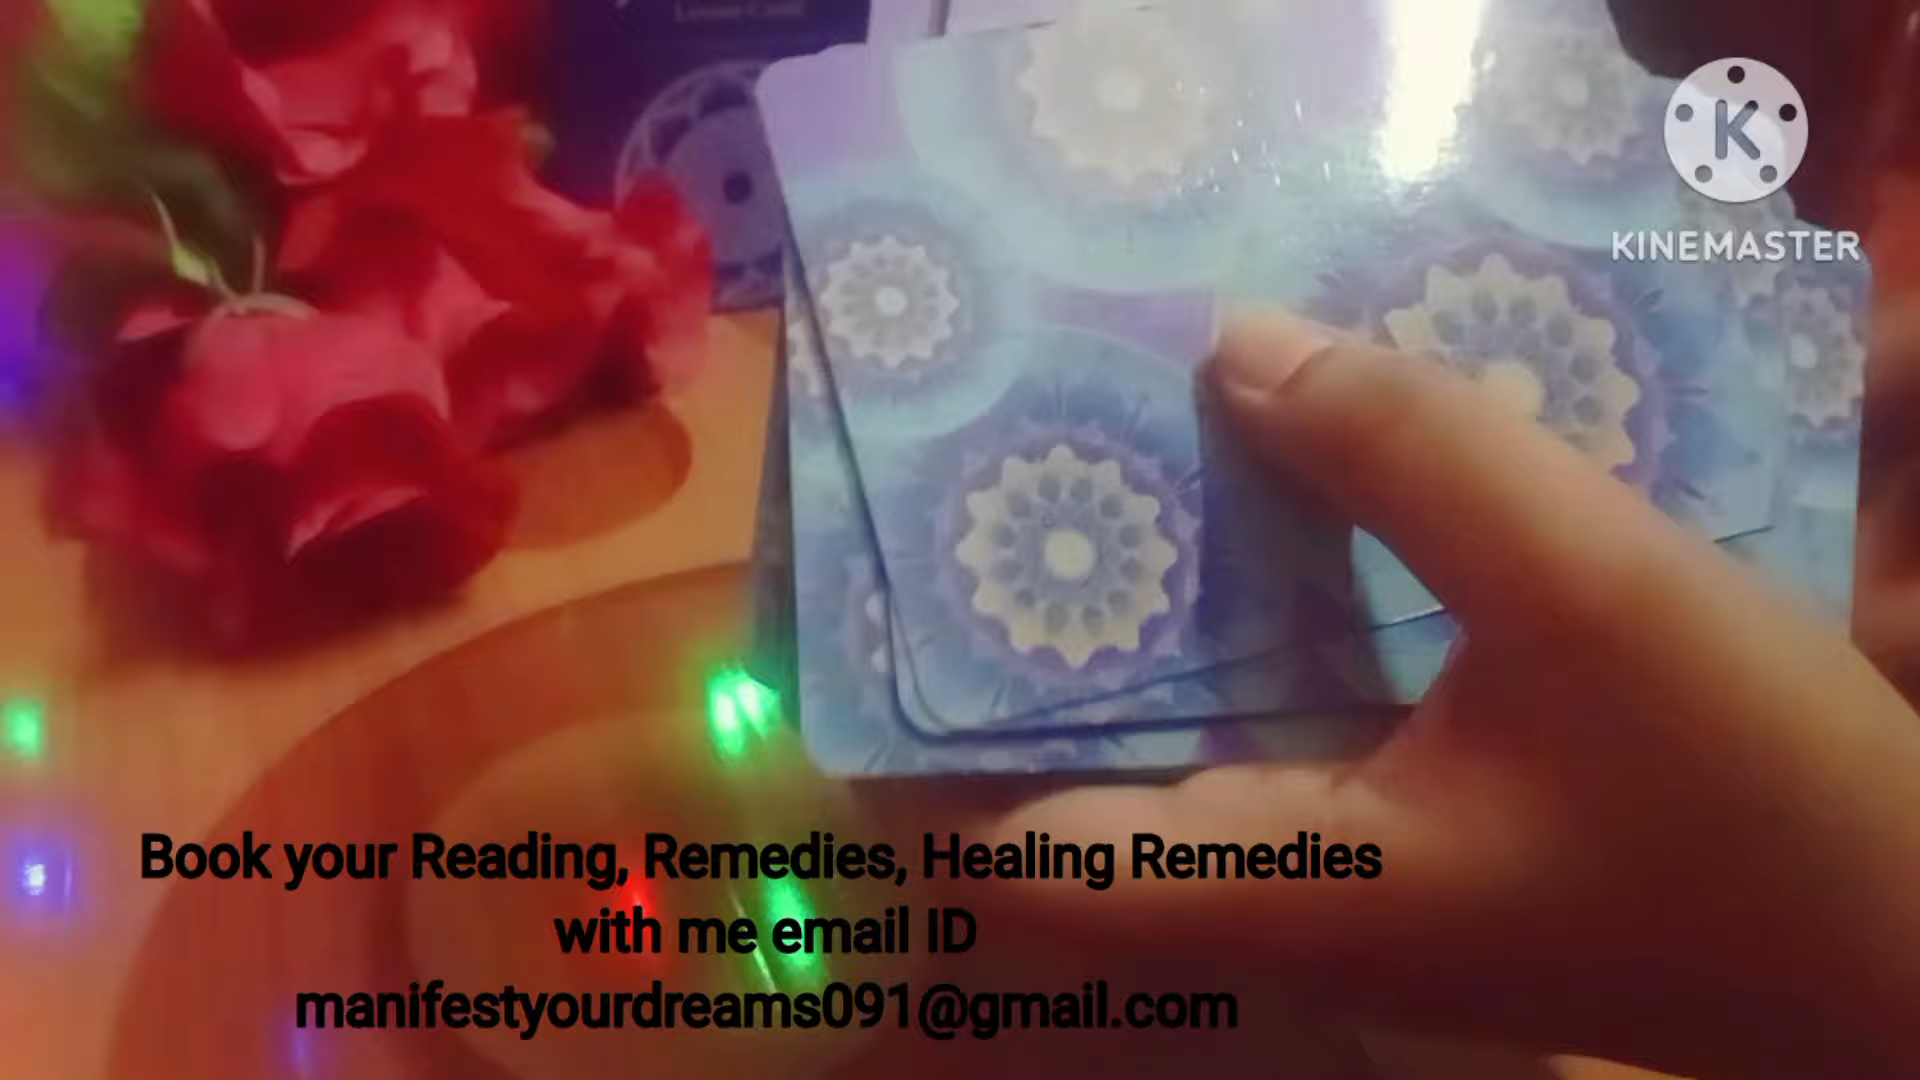 K
KINEMASTER
Book your Reading, Remedies, Healing Remedies
with me email ID
manifestyourdreams091@gmail.com